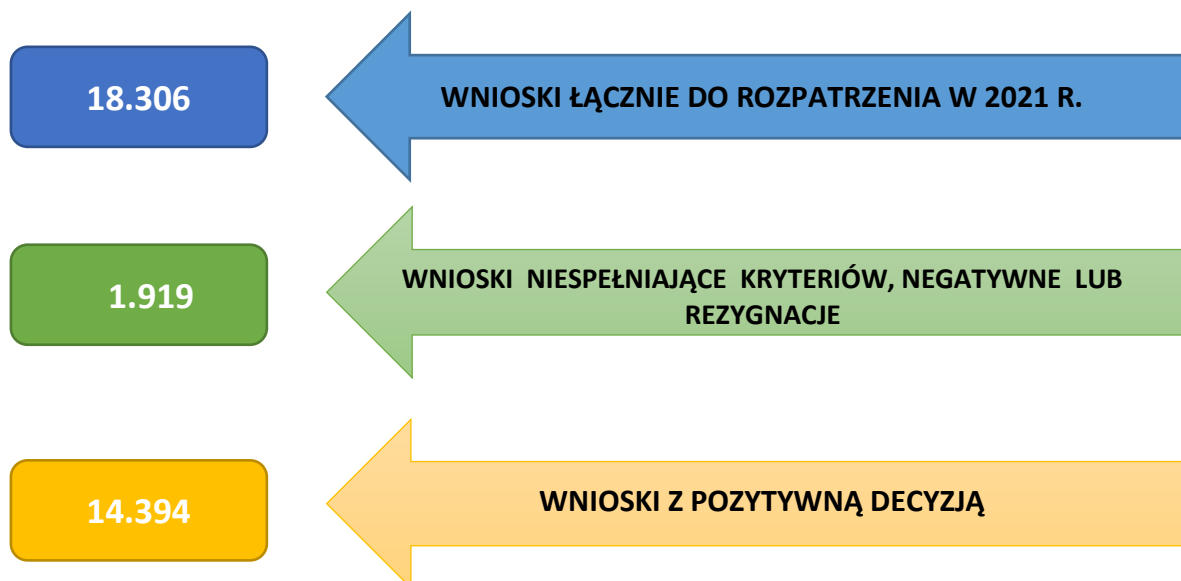 18.306
WNIOSKI ŁĄCZNIE DO ROZPATRZENIA W 2021 R.
1.919
WNIOSKI NIESPEŁNIAJĄCE KRYTERIÓW, NEGATYWNE LUB
REZYGNACJE
14.394
WNIOSKI Z POZYTYWNĄ DECYZJĄ